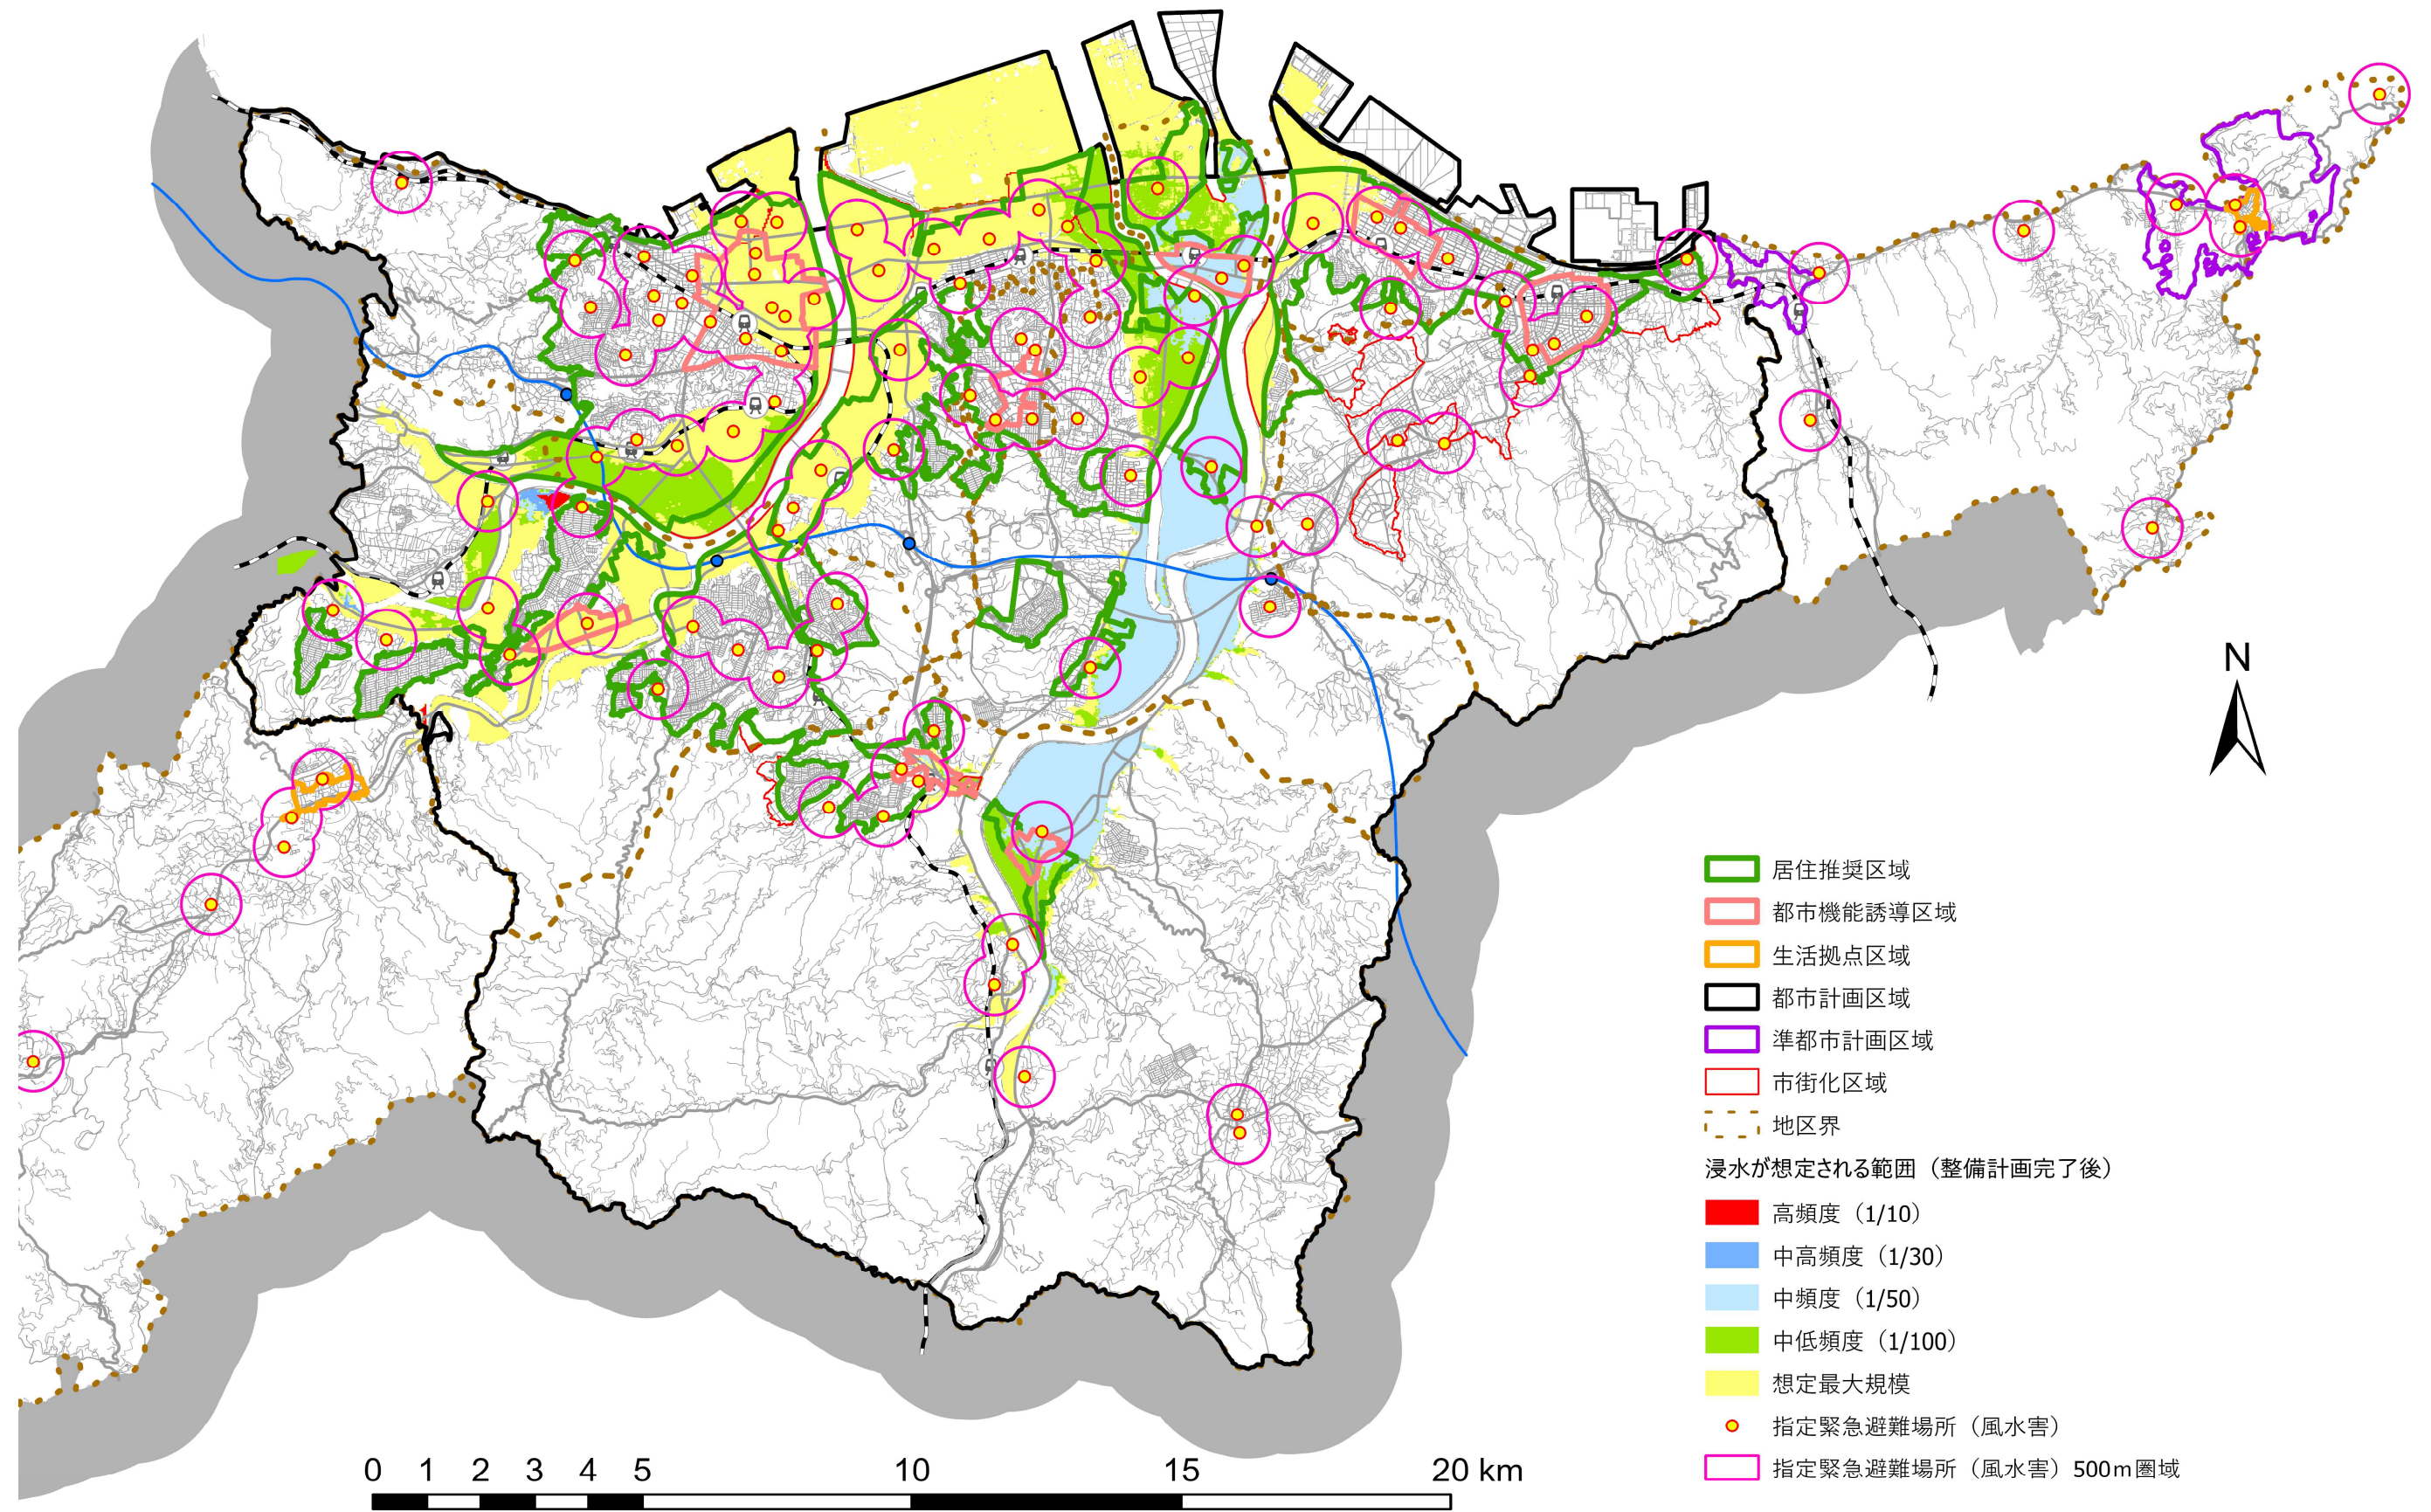 N
居住推奨区域
都市機能誘導区域
生活拠点区域
都市計画区域
準都市計画区域
市街化区域
地区界
浸水が想定される範囲（整備計画完了後）
高頻度（1/10）
中高頻度（1/30）
中頻度（1/50）
中低頻度（1/100）
想定最大規模
指定緊急避難場所（風水害）
指定緊急避難場所（風水害）500ｍ圏域
0 1 2 3 4 5 10 15 20 km